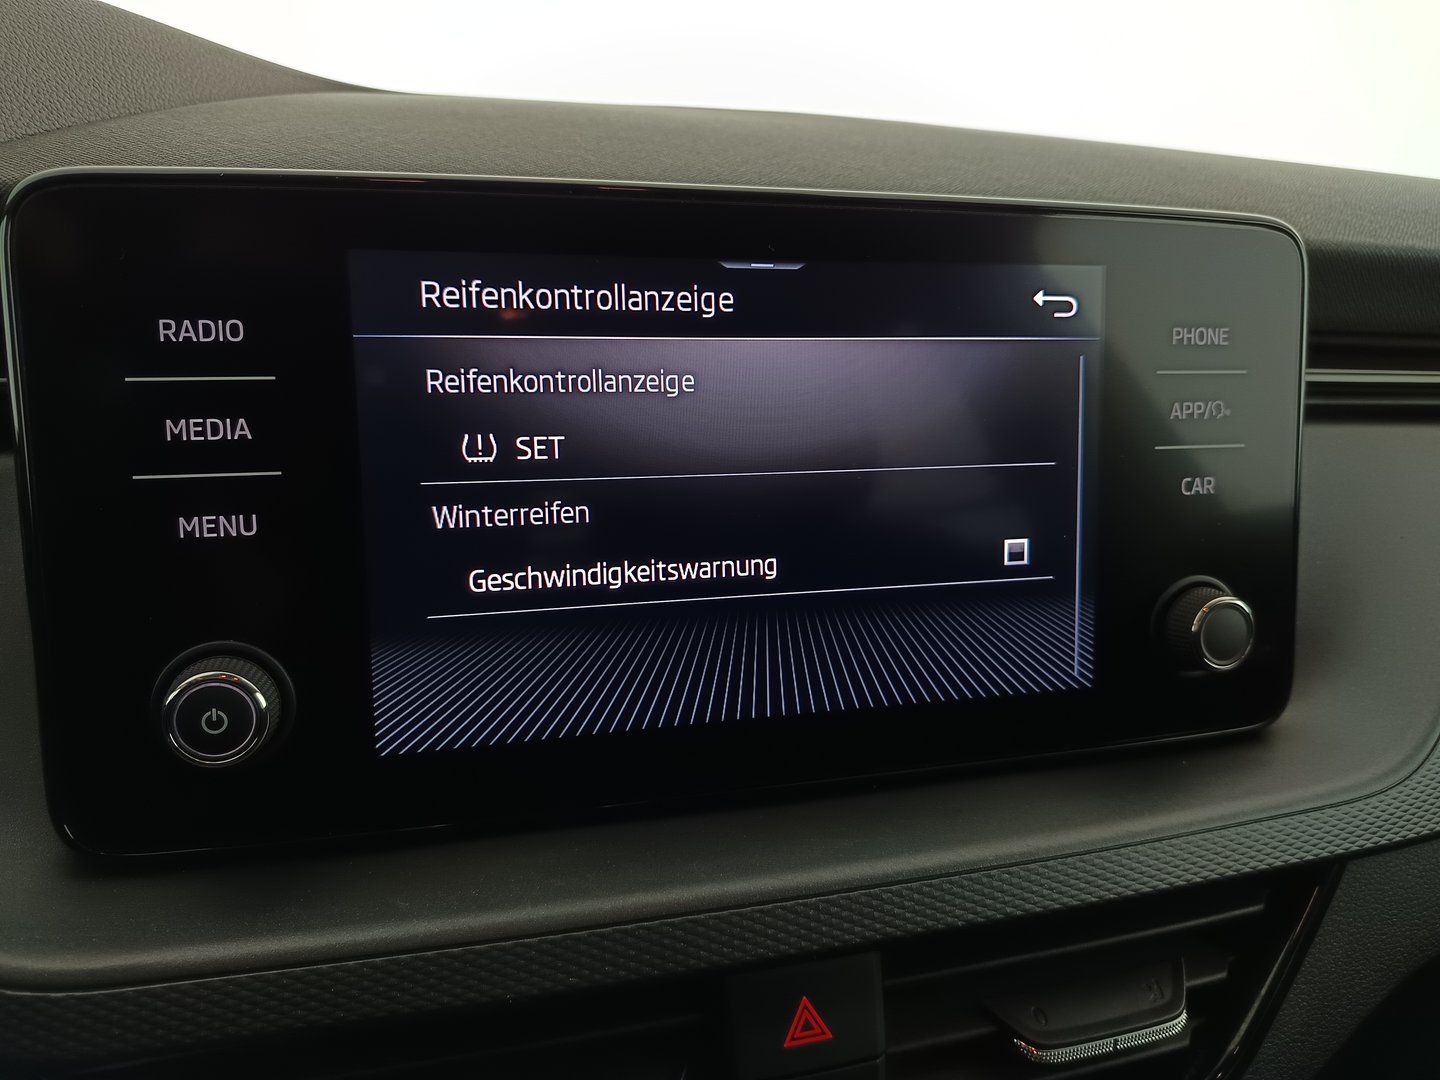 Reifenkontrollanzeige
Reifenkontrollanzeige
SET
Winterreifen
Geschwindigkeitswarnung
RADIO
MEDIA
MENU
PHONE
APP/
CAR